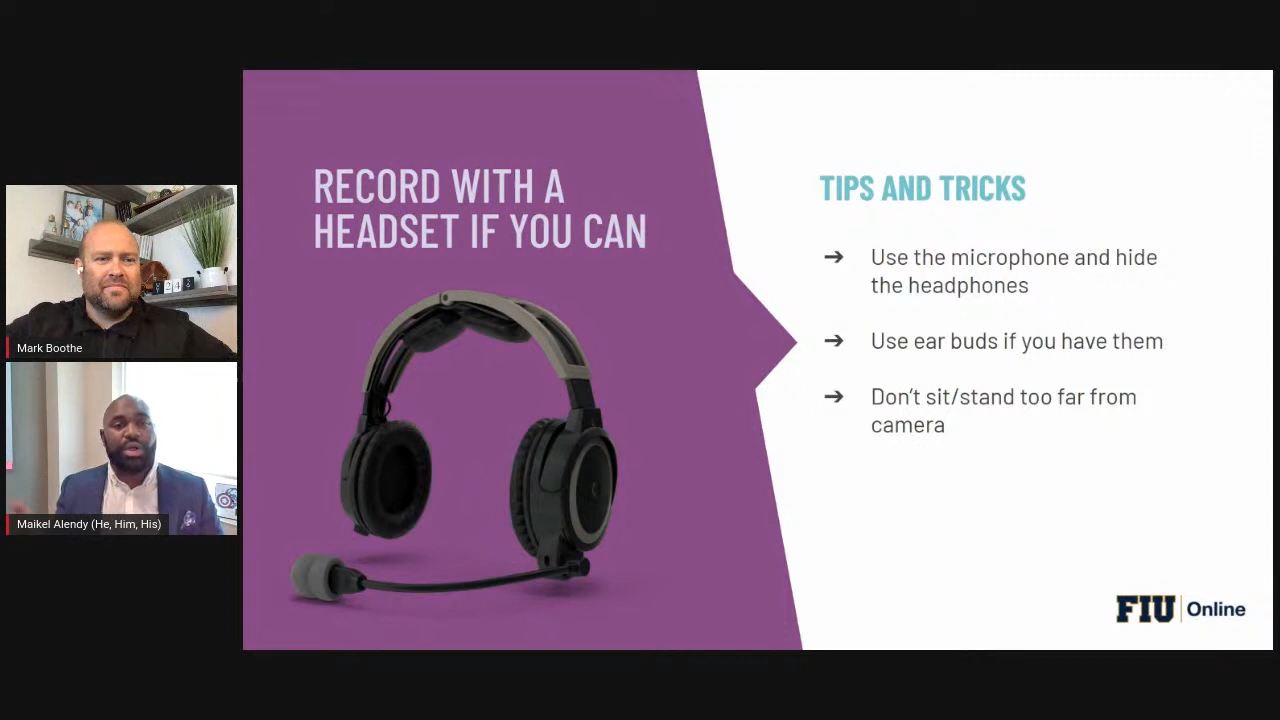 RECORD WITH A
HEADSET IF YOU CAN
TIPS AND TRICKS
➔ Use the microphone and hide
the headphones
➔ Use ear buds if you have them
➔ Don’t sit/stand too far from
camera
FIU | Online
Mark Boothe
Maikel Alendy (He, Him, His)